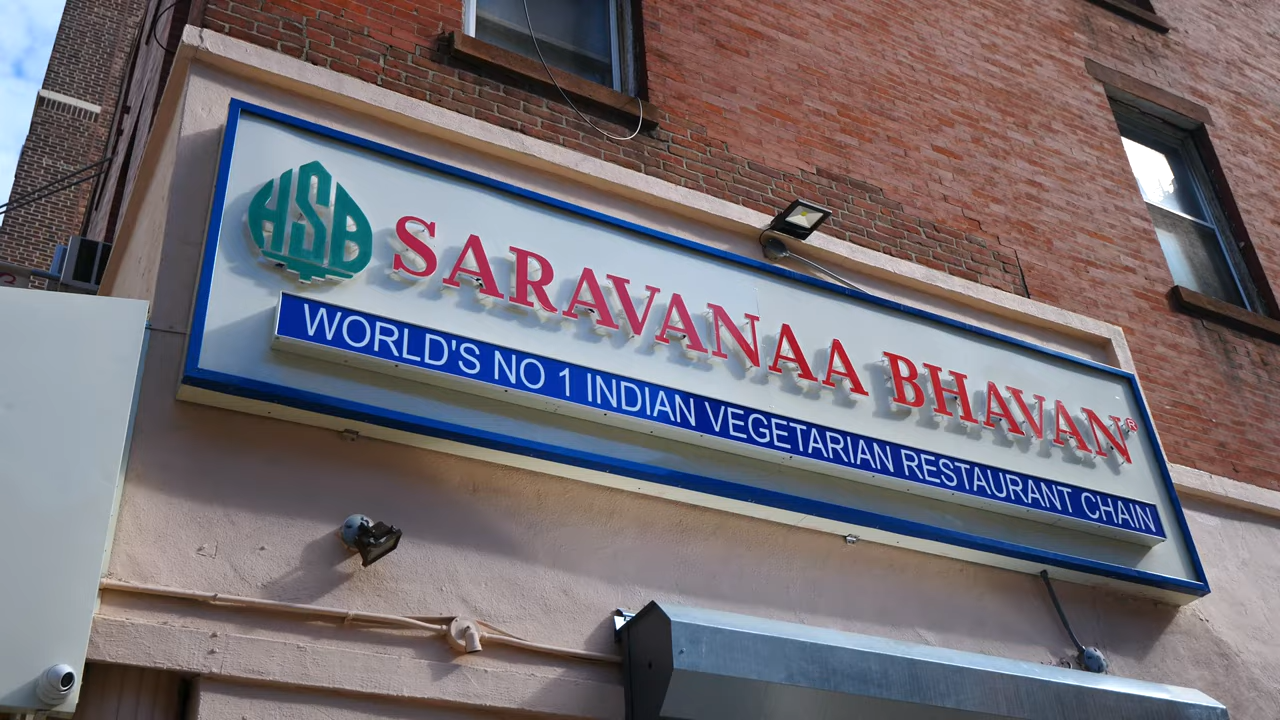 HSB
SARAVANAA BHAVAN®
WORLD'S NO 1 INDIAN VEGETARIAN RESTAURANT CHAIN